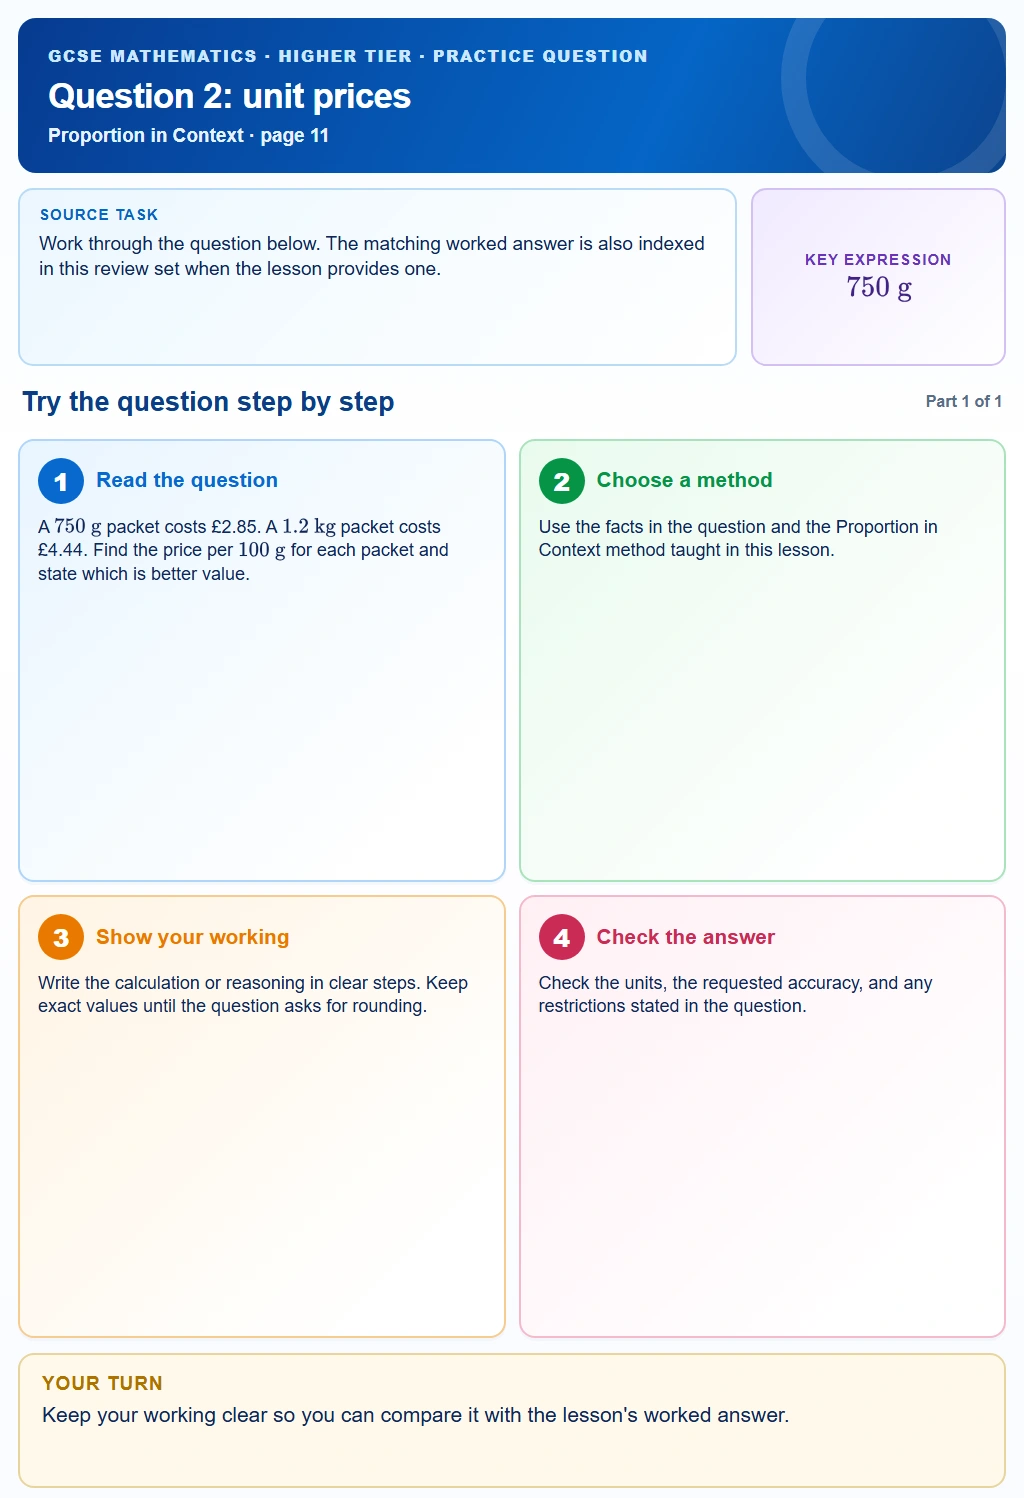 GCSE MATHEMATICS · HIGHER TIER · PRACTICE QUESTION
Question 2: unit prices
Proportion in Context · page 11
SOURCE TASK
Work through the question below. The matching worked answer is also indexed
in this review set when the lesson provides one.
KEY EXPRESSION
750 g
Try the question step by step
Part 1 of 1
1 Read the question
A 750 g packet costs £2.85. A 1.2 kg packet costs
£4.44. Find the price per 100 g for each packet and
state which is better value.
2 Choose a method
Use the facts in the question and the Proportion in
Context method taught in this lesson.
3 Show your working
Write the calculation or reasoning in clear steps. Keep
exact values until the question asks for rounding.
4 Check the answer
Check the units, the requested accuracy, and any
restrictions stated in the question.
YOUR TURN
Keep your working clear so you can compare it with the lesson's worked answer.